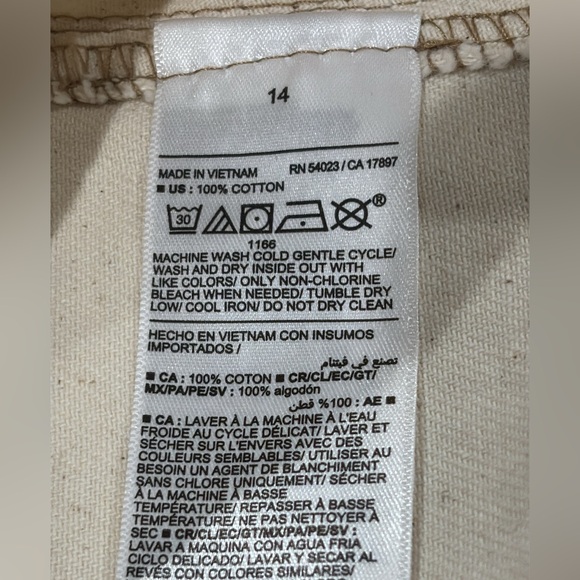 14
MADE IN VIETNAM RN 54023 / CA 17897
■ US : 100% COTTON
30
®
1166
MACHINE WASH COLD GENTLE CYCLE/
WASH AND DRY INSIDE OUT WITH
LIKE COLORS/ ONLY NON-CHLORINE
BLEACH WHEN NEEDED/ TUMBLE DRY
LOW/ COOL IRON/ DO NOT DRY CLEAN
HECHO EN VIETNAM CON INSUMOS
IMPORTADOS /
تصنع في فيتنام
■ CA : 100% COTON ■ CR/CL/EC/GT/
MX/PA/PE/SV : 100% algodón
■ AE : 100% قطن
■ CA : LAVER À LA MACHINE À L'EAU
FROIDE AU CYCLE DÉLICAT/ LAVER ET
SÉCHER SUR L'ENVERS AVEC DES
COULEURS SEMBLABLES/ UTILISER AU
BESOIN UN AGENT DE BLANCHIMENT
SANS CHLORE UNIQUEMENT/ SÉCHER
À LA MACHINE À BASSE
TEMPÉRATURE/ REPASSER À BASSE
TEMPÉRATURE/ NE PAS NETTOYER À
SEC ■ CR/CL/EC/GT/MX/PA/PE/SV :
LAVAR A MAQUINA CON AGUA FRIA
CICLO DELICADO/ LAVAR Y SECAR AL
REVÉS CON COLORES SIMILARES/